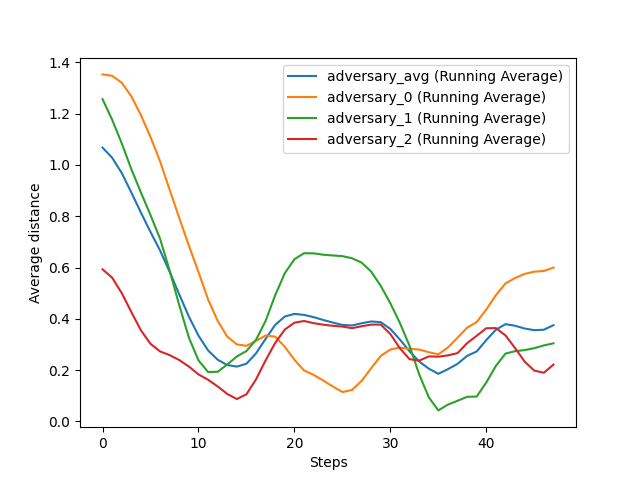 adversary_avg (Running Average)
adversary_0 (Running Average)
adversary_1 (Running Average)
adversary_2 (Running Average)
Average distance
1.4
1.2
1.0
0.8
0.6
0.4
0.2
0.0
0 10 20 30 40
Steps